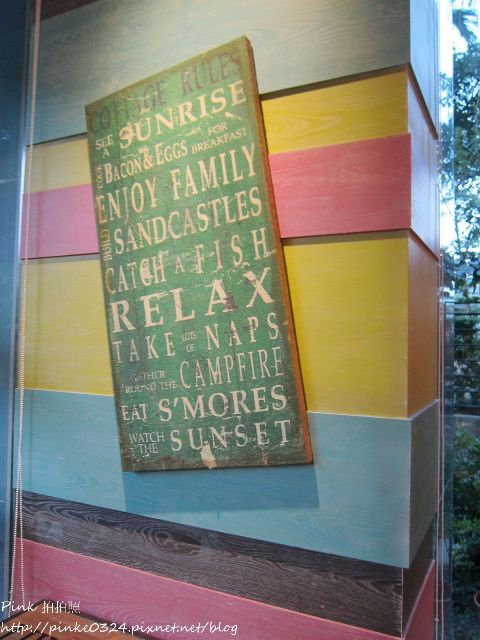 COTTAGE RULES
SEE A SUNRISE
COOK BACON & EGGS FOR BREAKFAST
ENJOY FAMILY
BUILD SANDCASTLES
CATCH A FISH
RELAX
TAKE LOTS OF NAPS
GATHER 'ROUND THE CAMPFIRE
EAT S'MORES
WATCH THE SUNSET
Pink 拍拍照
http://pinke0324.pixnet.net/blog